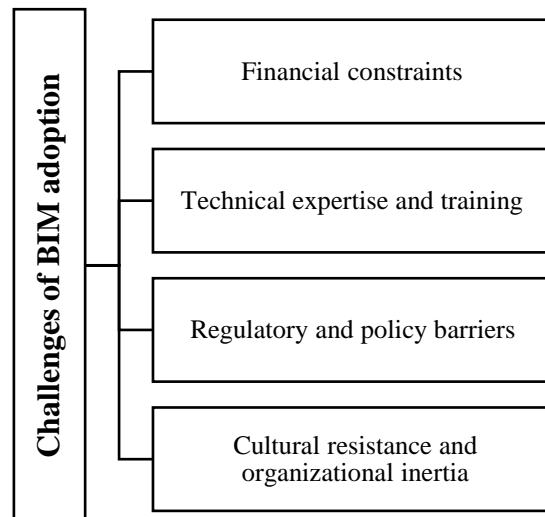 Challenges of BIM adoption
Financial constraints
Technical expertise and training
Regulatory and policy barriers
Cultural resistance and
organizational inertia